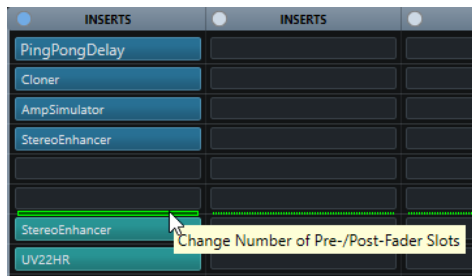 INSERTS
INSERTS
PingPongDelay
Cloner
AmpSimulator
StereoEnhancer
StereoEnhancer
Change Number of Pre-/Post-Fader Slots
UV22HR